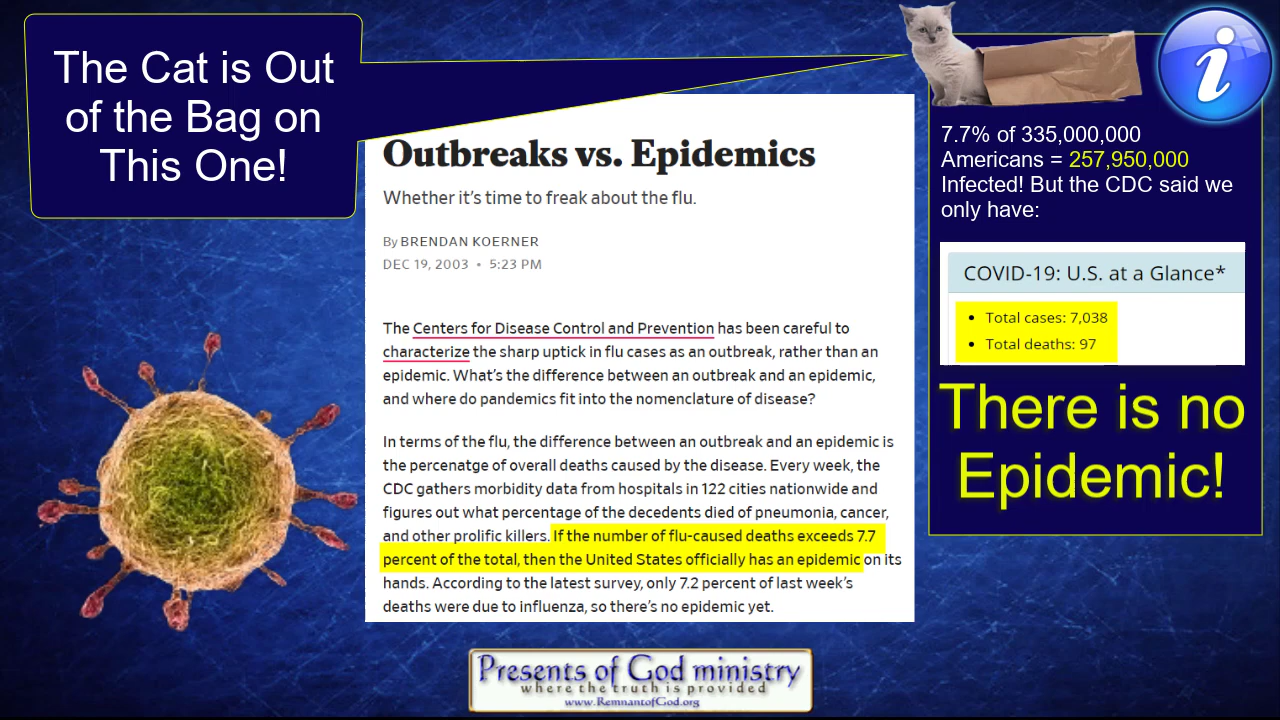 The Cat is Out
of the Bag on
This One!
Outbreaks vs. Epidemics
Whether it's time to freak about the flu.
By BRENDAN KOERNER
DEC 19, 2003 • 5:23 PM
The Centers for Disease Control and Prevention has been careful to
characterize the sharp uptick in flu cases as an outbreak, rather than an
epidemic. What's the difference between an outbreak and an epidemic,
and where do pandemics fit into the nomenclature of disease?
In terms of the flu, the difference between an outbreak and an epidemic is
the percenatge of overall deaths caused by the disease. Every week, the
CDC gathers morbidity data from hospitals in 122 cities nationwide and
figures out what percentage of the decedents died of pneumonia, cancer,
and other prolific killers. If the number of flu-caused deaths exceeds 7.7
percent of the total, then the United States officially has an epidemic on its
hands. According to the latest survey, only 7.2 percent of last week's
deaths were due to influenza, so there's no epidemic yet.
i
7.7% of 335,000,000
Americans = 257,950,000
Infected! But the CDC said we
only have:
COVID-19: U.S. at a Glance*
• Total cases: 7,038
• Total deaths: 97
There is no
Epidemic!
Presents of God ministry
where the truth is provided
www.RemnantofGod.org